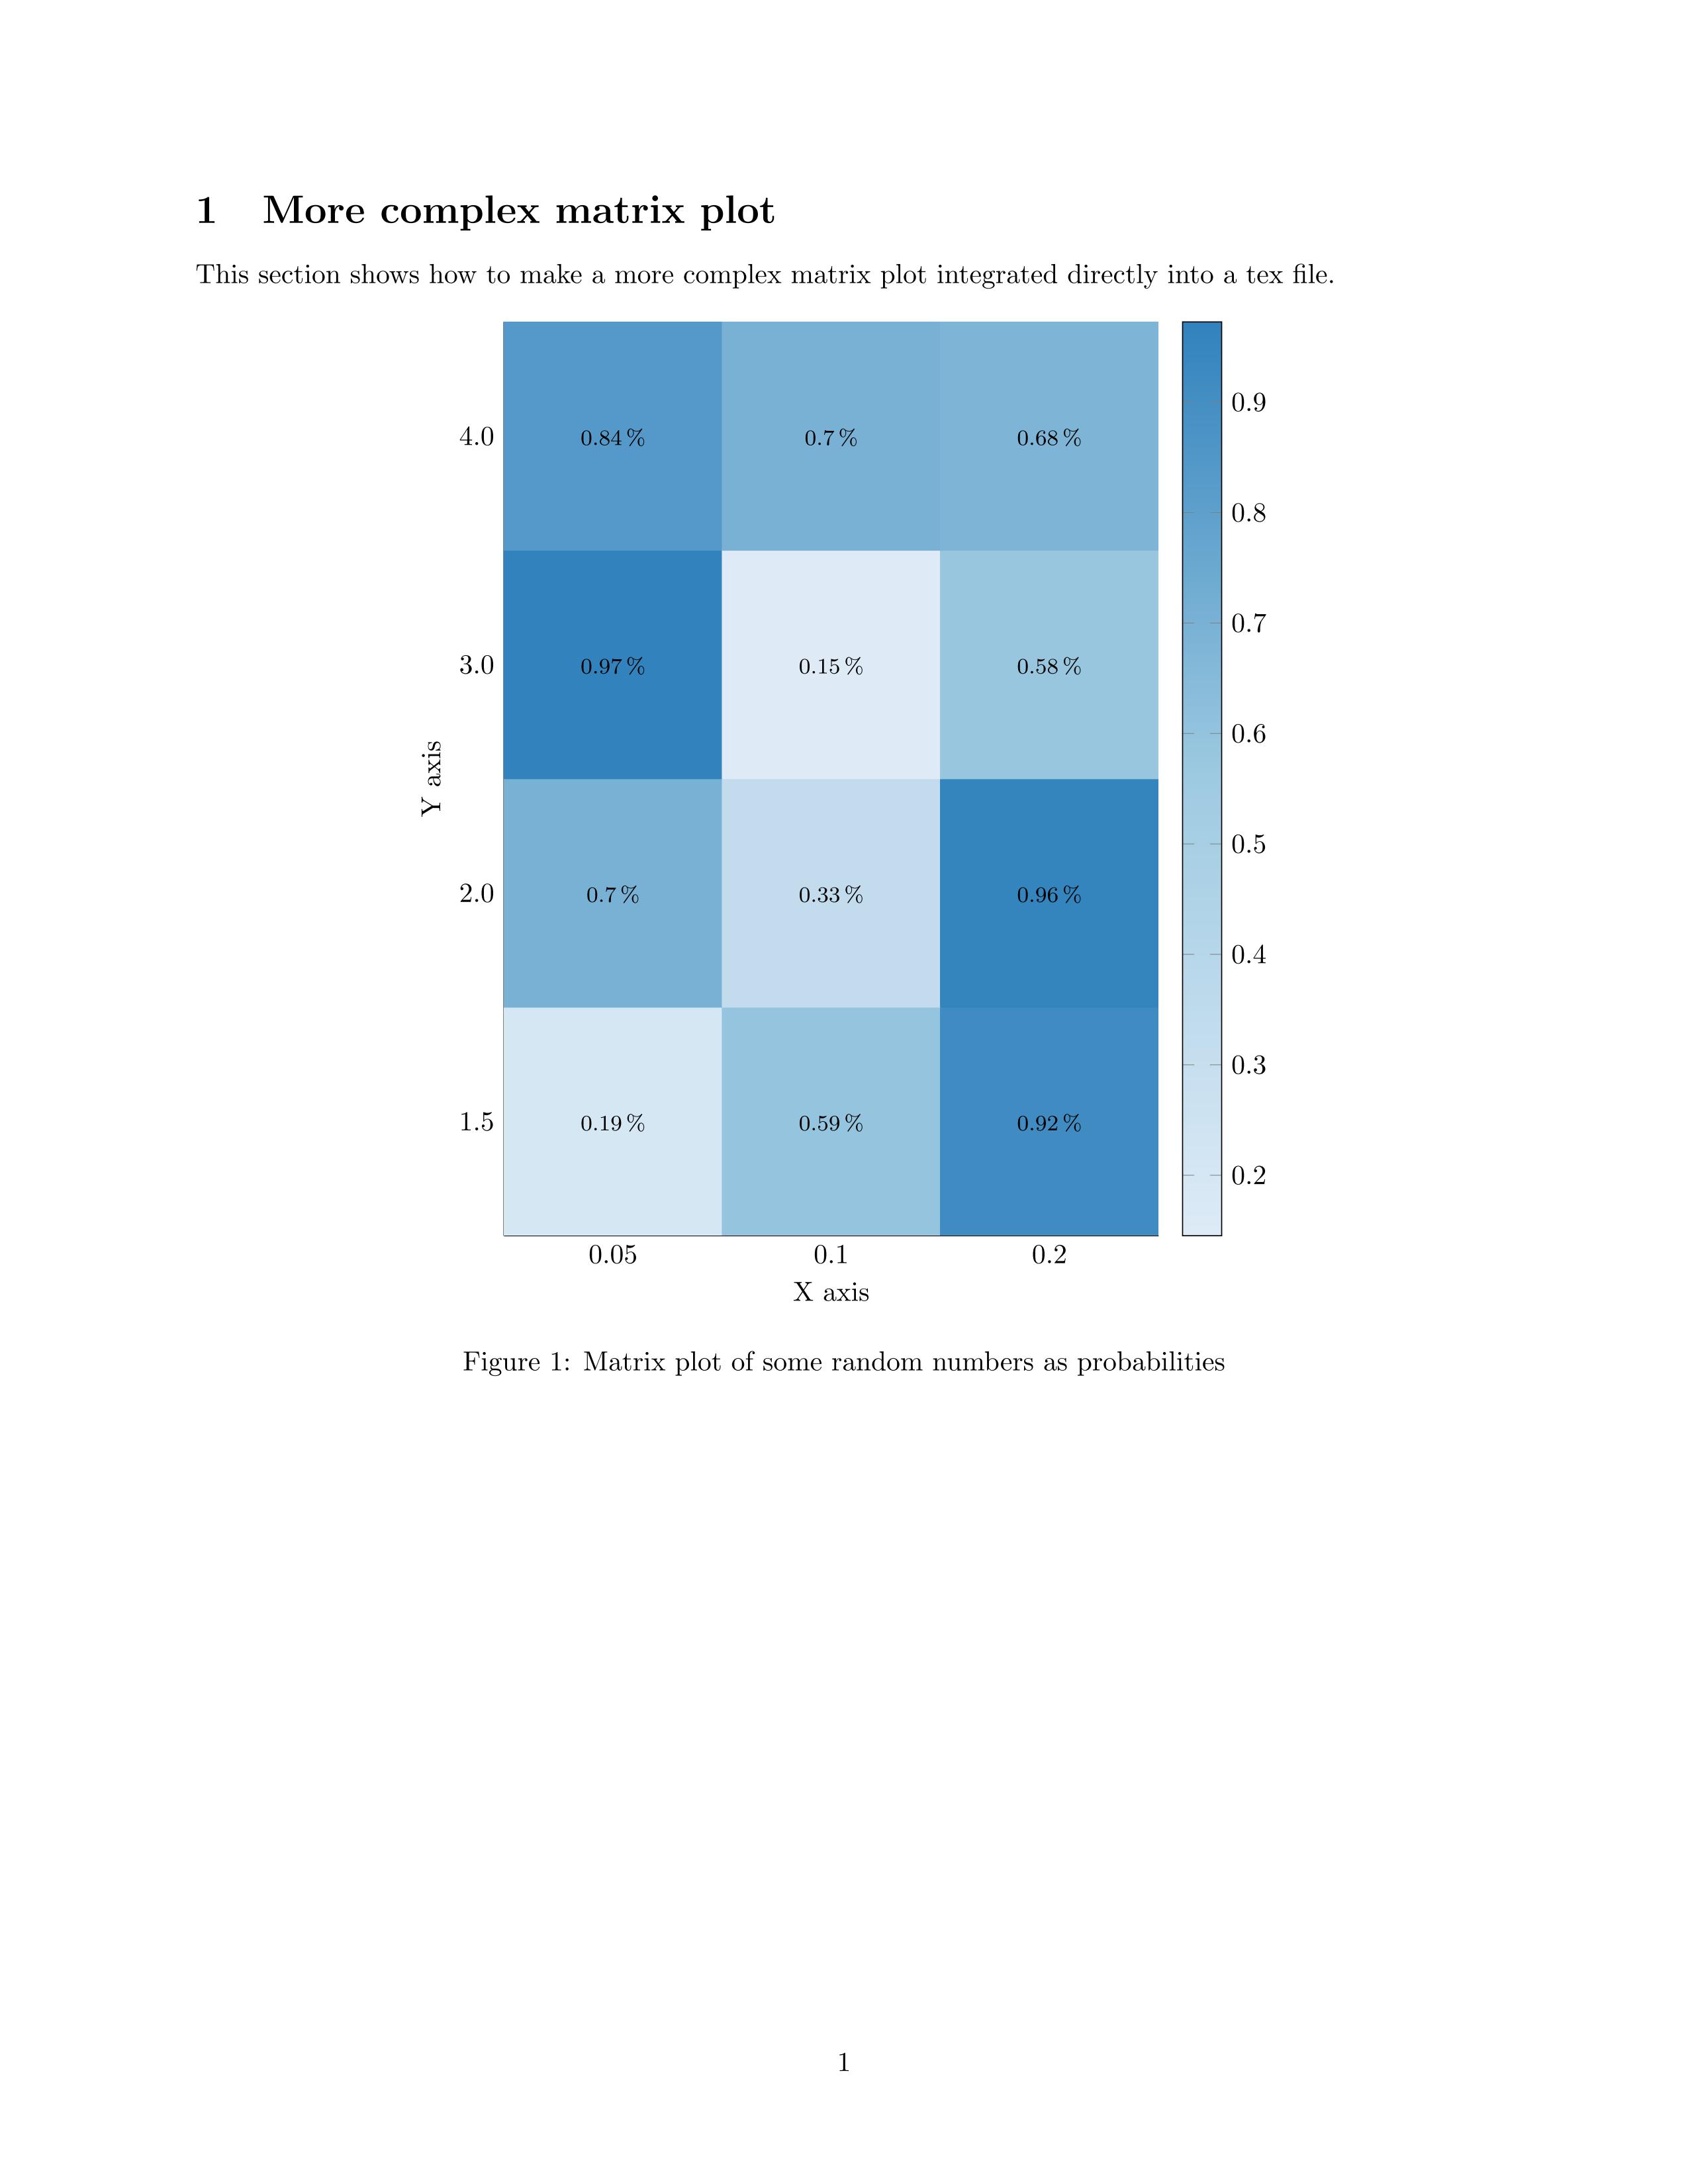 1 More complex matrix plot
This section shows how to make a more complex matrix plot integrated directly into a tex file.
4.0 0.84 % 0.7 % 0.68 %
3.0 0.97 % 0.15 % 0.58 %
2.0 0.7 % 0.33 % 0.96 %
1.5 0.19 % 0.59 % 0.92 %
0.05 0.1 0.2
X axis
Y axis
0.9
0.8
0.7
0.6
0.5
0.4
0.3
0.2
Figure 1: Matrix plot of some random numbers as probabilities
1